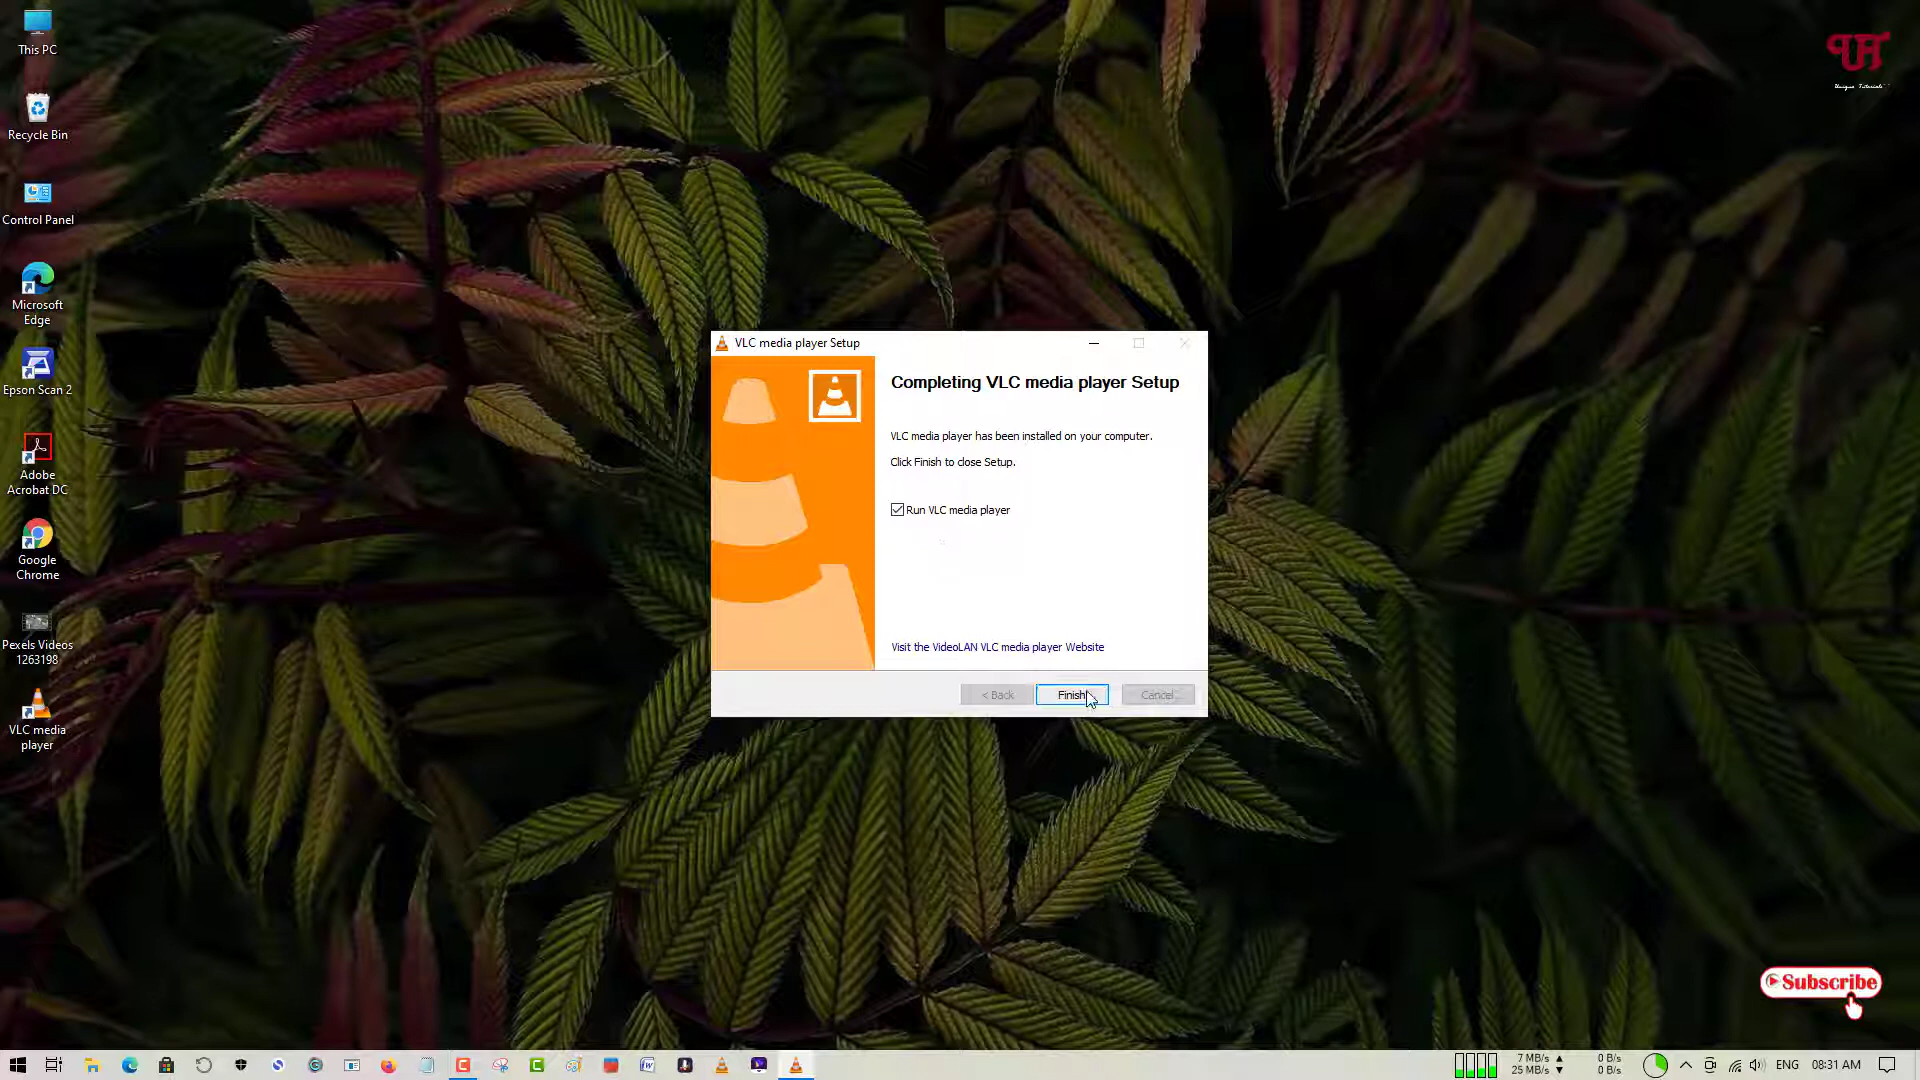 This PC
Recycle Bin
Control Panel
Microsoft
Edge
Epson Scan 2
Adobe
Acrobat DC
Google
Chrome
Pexels Videos
1263198
VLC media
player
UT
Unique Tutorials
VLC media player Setup
Completing VLC media player Setup
VLC media player has been installed on your computer.
Click Finish to close Setup.
Run VLC media player
Visit the VideoLAN VLC media player Website
< Back
Finish
Cancel
Subscribe
7 MB/s
25 MB/s
0 B/s
0 B/s
ENG
08:31 AM